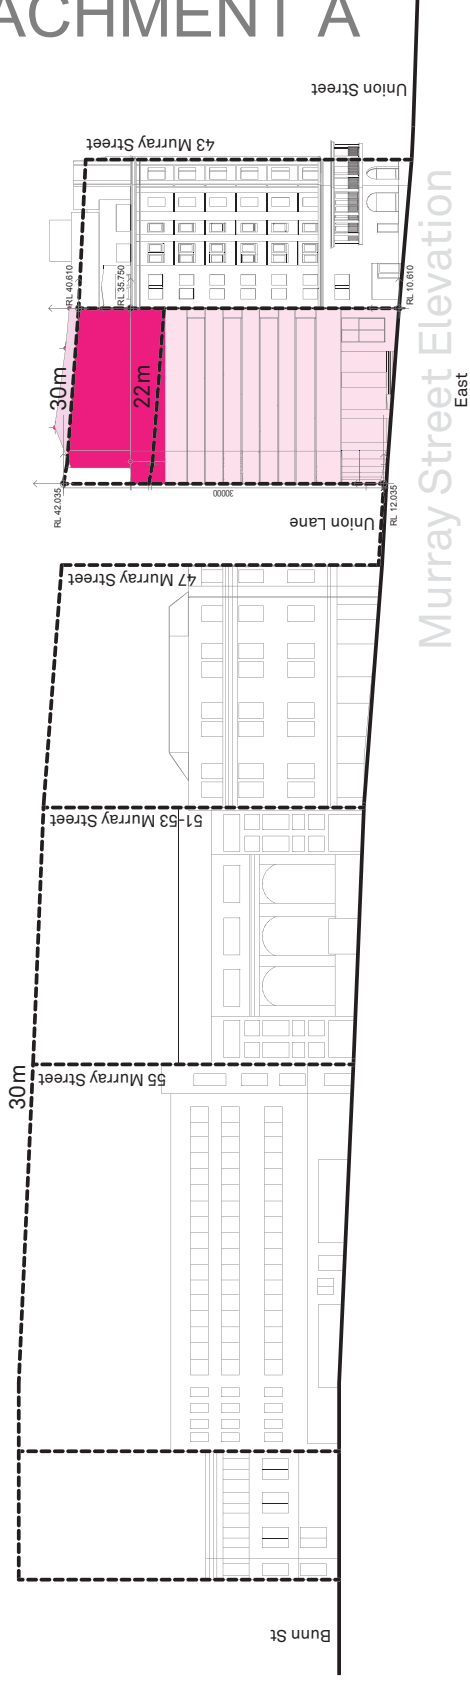 ACHMENT A
Union Street
43 Murray Street
RL 40.610
RL 35.750
RL 10.610
30m
22m
RL 42.035
30000
RL 12.035
Union Lane
47 Murray Street
51-53 Murray Street
55 Murray Street
30m
Bunn St
Murray Street Elevation
East